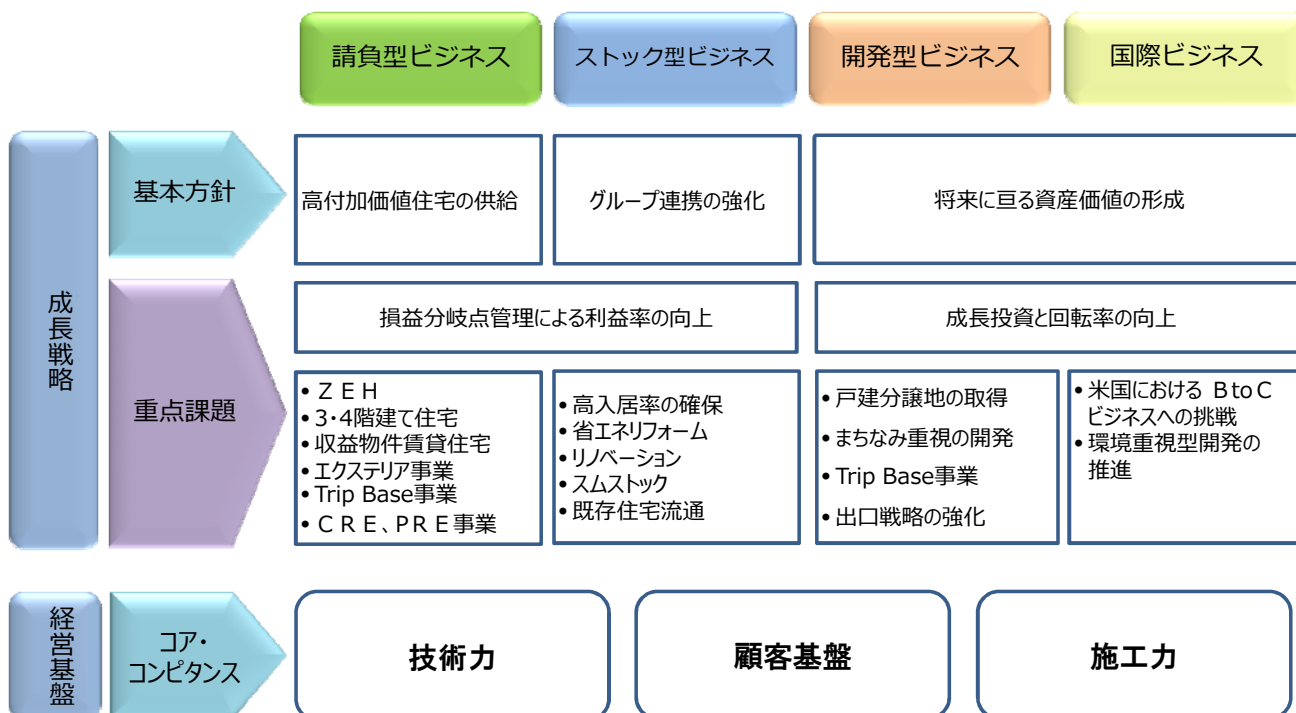 請負型ビジネス
ストック型ビジネス
開発型ビジネス
国際ビジネス
成長戦略
基本方針
高付加価値住宅の供給
グループ連携の強化
将来に亘る資産価値の形成
重点課題
損益分岐点管理による利益率の向上
成長投資と回転率の向上
• ＺＥＨ
• 3・4階建て住宅
• 収益物件賃貸住宅
• エクステリア事業
• Trip Base事業
• ＣＲＥ、ＰＲＥ事業
• 高入居率の確保
• 省エネリフォーム
• リノベーション
• スムストック
• 既存住宅流通
• 戸建分譲地の取得
• まちなみ重視の開発
• Trip Base事業
• 出口戦略の強化
• 米国における BtoC
ビジネスへの挑戦
• 環境重視型開発の
推進
経営基盤
コア・
コンピタンス
技術力
顧客基盤
施工力